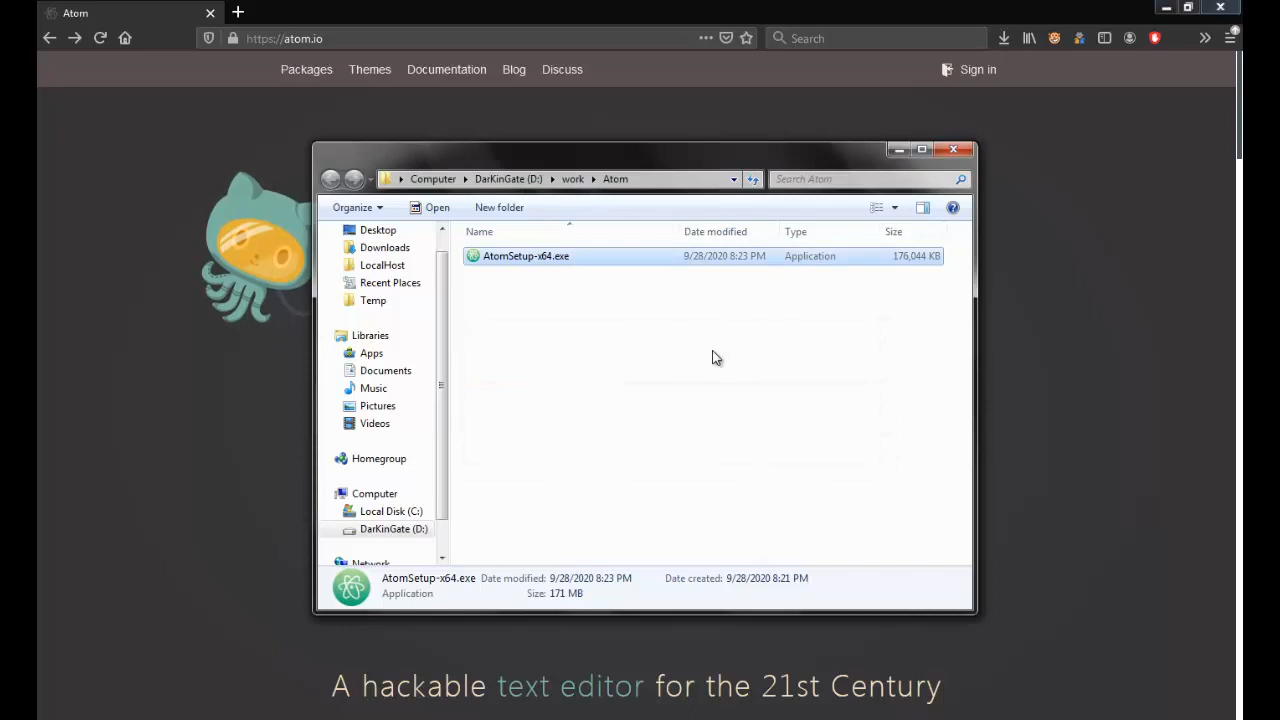 Atom
https://atom.io
Search
Packages Themes Documentation Blog Discuss Sign in
Computer DarKinGate (D:) work Atom Search Atom
Organize Open New folder
Name Date modified Type Size
AtomSetup-x64.exe 9/28/2020 8:23 PM Application 176,044 KB
Desktop
Downloads
LocalHost
Recent Places
Temp
Libraries
Apps
Documents
Music
Pictures
Videos
Homegroup
Computer
Local Disk (C:)
DarKinGate (D:)
Network
AtomSetup-x64.exe Date modified: 9/28/2020 8:23 PM Date created: 9/28/2020 8:21 PM
Application Size: 171 MB
A hackable text editor for the 21st Century